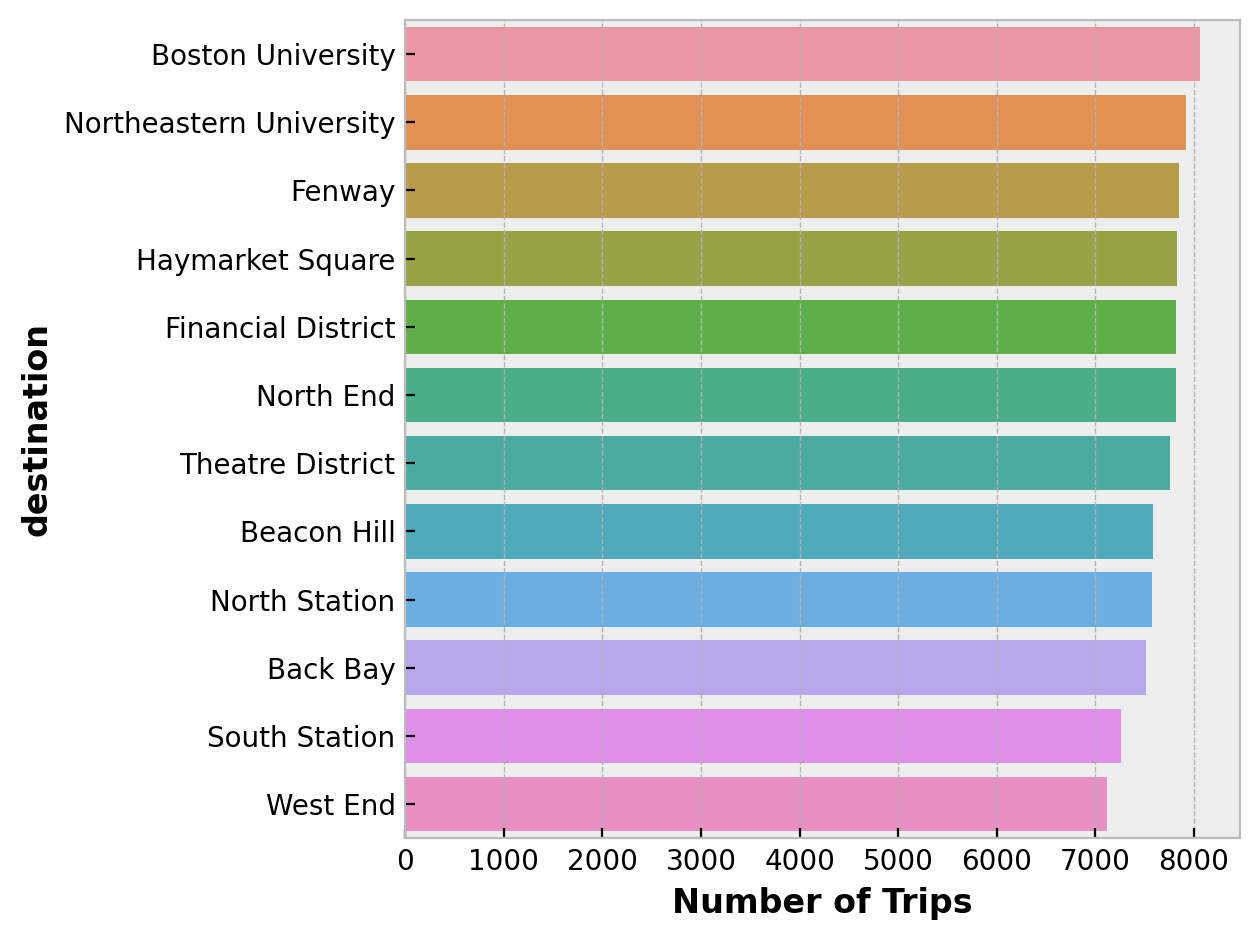 Boston University
Northeastern University
Fenway
Haymarket Square
Financial District
North End
Theatre District
Beacon Hill
North Station
Back Bay
South Station
West End
destination
0 1000 2000 3000 4000 5000 6000 7000 8000
Number of Trips